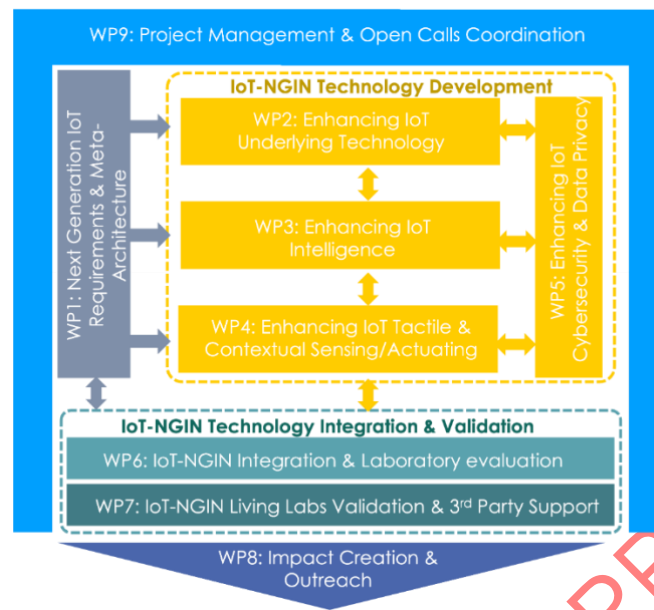 WP9: Project Management & Open Calls Coordination
IoT-NGIN Technology Development
WP1: Next Generation IoT
Requirements & Meta-
Architecture
WP2: Enhancing IoT
Underlying Technology
WP3: Enhancing IoT
Intelligence
WP4: Enhancing IoT Tactile &
Contextual Sensing/Actuating
WP5: Enhancing IoT
Cybersecurity & Data Privacy
IoT-NGIN Technology Integration & Validation
WP6: IoT-NGIN Integration & Laboratory evaluation
WP7: IoT-NGIN Living Labs Validation & 3rd Party Support
WP8: Impact Creation &
Outreach